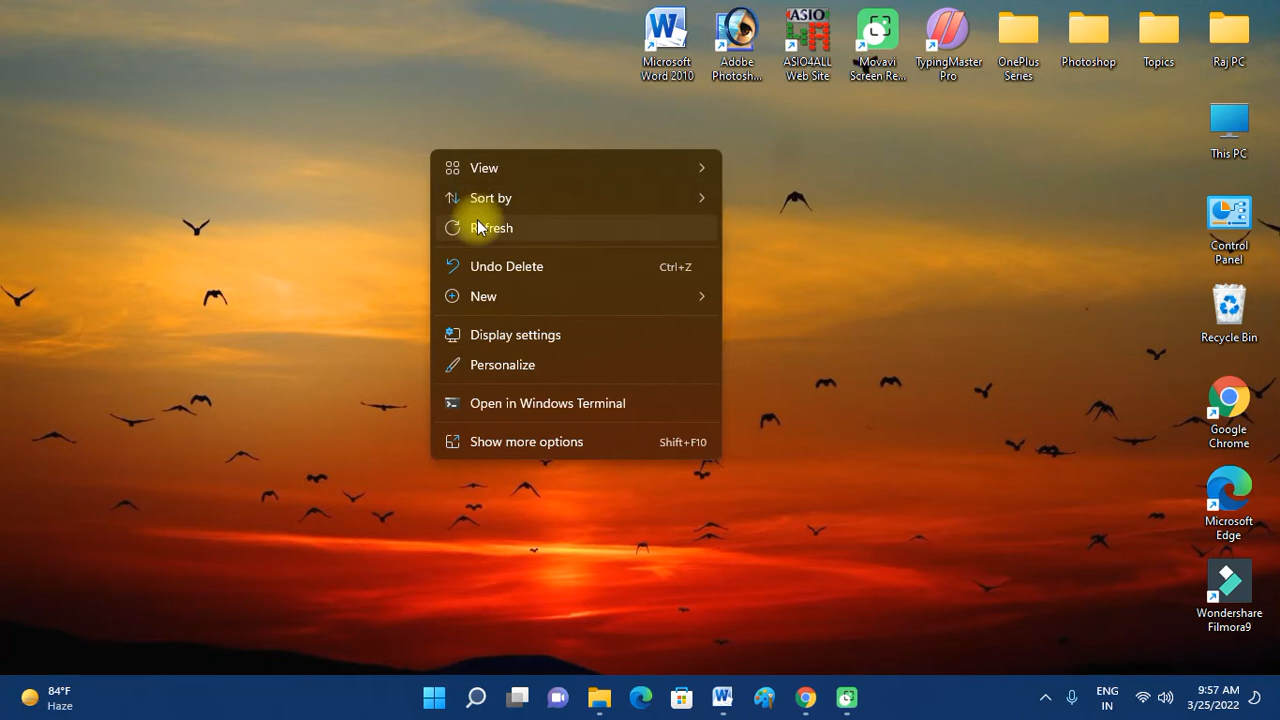 Microsoft
Word 2010
Adobe
Photosh...
ASIO
ASIO4ALL
Web Site
Movavi
Screen Re...
TypingMaster
Pro
OnePlus
Series
Photoshop
Topics
Raj PC
This PC
Control
Panel
Recycle Bin
Google
Chrome
Microsoft
Edge
Wondershare
Filmora9
View
Sort by
Refresh
Undo Delete Ctrl+Z
New
Display settings
Personalize
Open in Windows Terminal
Show more options Shift+F10
84°F
Haze
ENG
IN
9:57 AM
3/25/2022